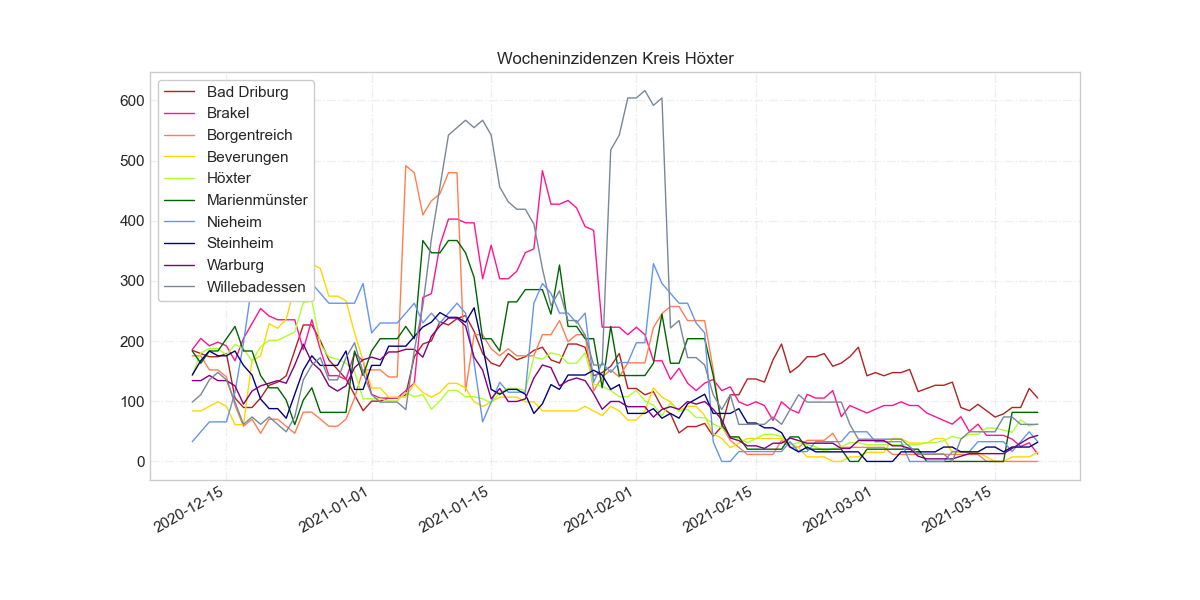 Wocheninzidenzen Kreis Höxter
Bad Driburg
Brakel
Borgentreich
Beverungen
Höxter
Marienmünster
Nieheim
Steinheim
Warburg
Willebadessen
600
500
400
300
200
100
0
2020-12-15
2021-01-01
2021-01-15
2021-02-01
2021-02-15
2021-03-01
2021-03-15